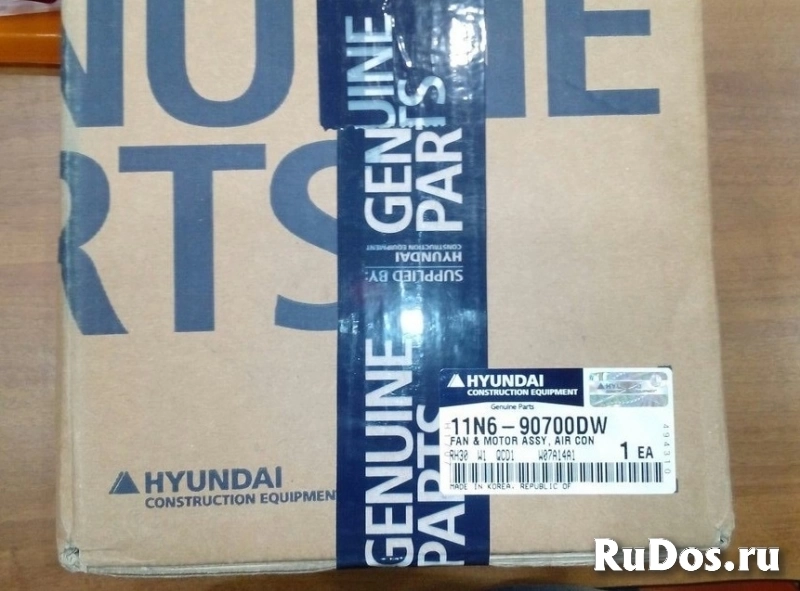 NUINE
RTS
GENUINE
PARTS
SUPPLIED BY:
HYUNDAI
CONSTRUCTION EQUIPMENT
GENUINE
PARTS
HYUNDAI
CONSTRUCTION EQUIPMENT
HYUNDAI
CONSTRUCTION EQUIPMENT
Genuine Parts
11N6-90700DW
FAN & MOTOR ASSY, AIR CON
1 EA
RH30 W1 QCD1 W07A14A1
MADE IN KOREA, REPUBLIC OF
494310
RuDos.ru